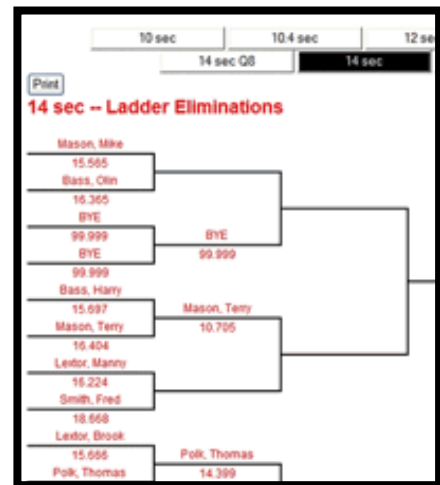 10 sec 10.4 sec 12 sec
14 sec Q8 14 sec
Print
14 sec -- Ladder Eliminations
Mason, Mike
15.565
Bass, Olin
16.365
BYE
99.999
BYE
99.999
Bass, Harry
15.697
Mason, Terry
16.404
Lextor, Manny
16.224
Smith, Fred
18.668
Lextor, Brook
15.666
Polk, Thomas
BYE
99.999
Mason, Terry
10.705
Polk, Thomas
14.399